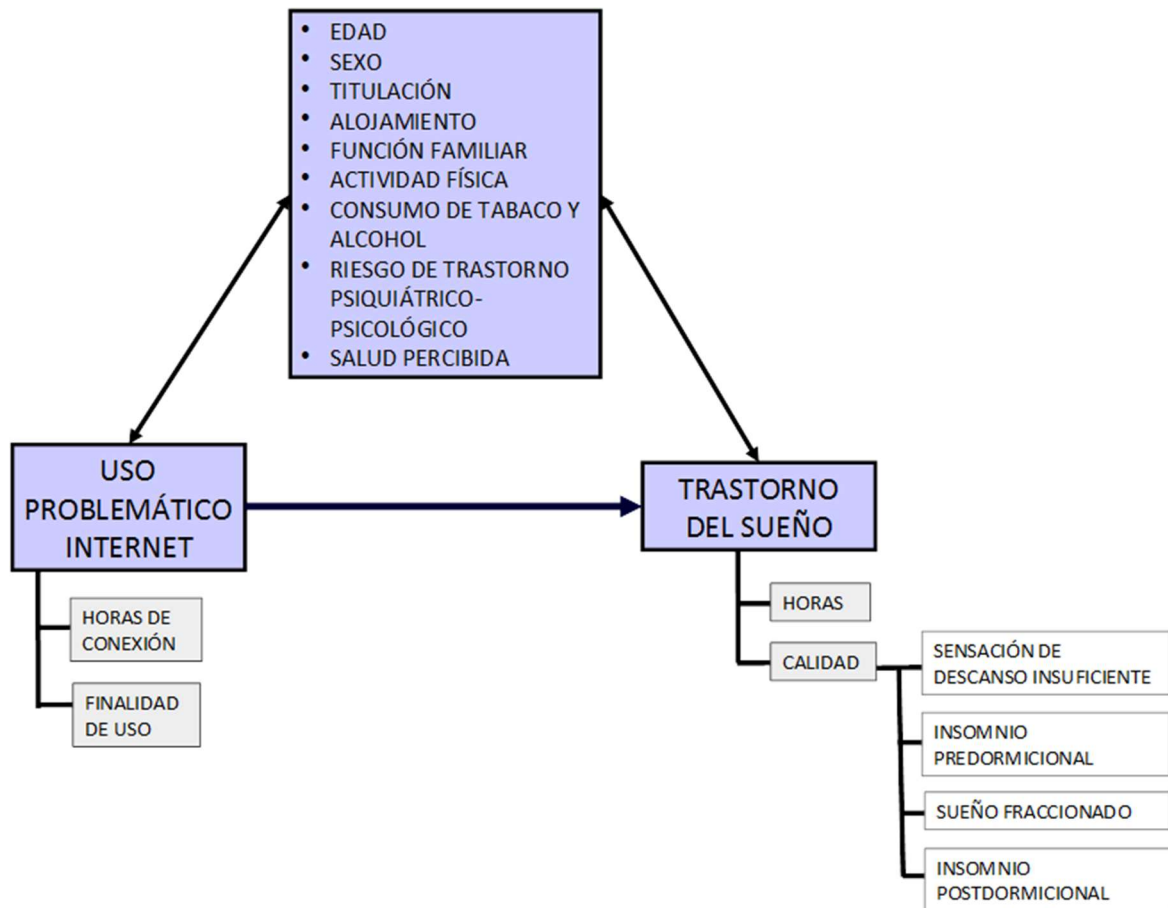 • EDAD
• SEXO
• TITULACIÓN
• ALOJAMIENTO
• FUNCIÓN FAMILIAR
• ACTIVIDAD FÍSICA
• CONSUMO DE TABACO Y
ALCOHOL
• RIESGO DE TRASTORNO
PSIQUIÁTRICO-
PSICOLÓGICO
• SALUD PERCIBIDA
USO
PROBLEMÁTICO
INTERNET
HORAS DE
CONEXIÓN
FINALIDAD
DE USO
TRASTORNO
DEL SUEÑO
HORAS
CALIDAD
SENSACIÓN DE
DESCANSO INSUFICIENTE
INSOMNIO
PREDORMICIONAL
SUEÑO FRACCIONADO
INSOMNIO
POSTDORMICIONAL